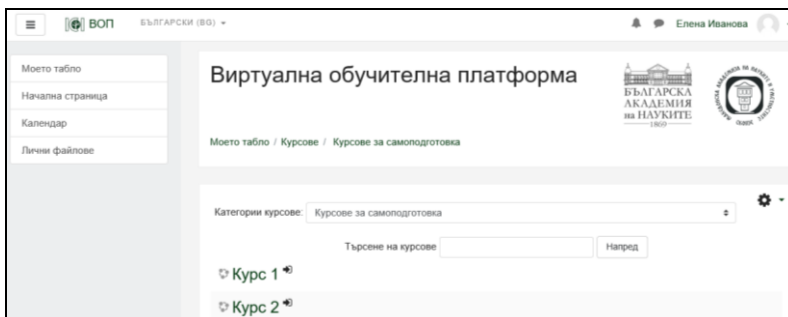 ВОП
БЪЛГАРСКИ (BG)
Елена Иванова
Моето табло
Начална страница
Календар
Лични файлове
Виртуална обучителна платформа
БЪЛГАРСКА
АКАДЕМИЯ
на НАУКИТЕ
1869
Моето табло / Курсове / Курсове за самоподготовка
Категории курсове: Курсове за самоподготовка
Търсене на курсове Напред
Курс 1
Курс 2